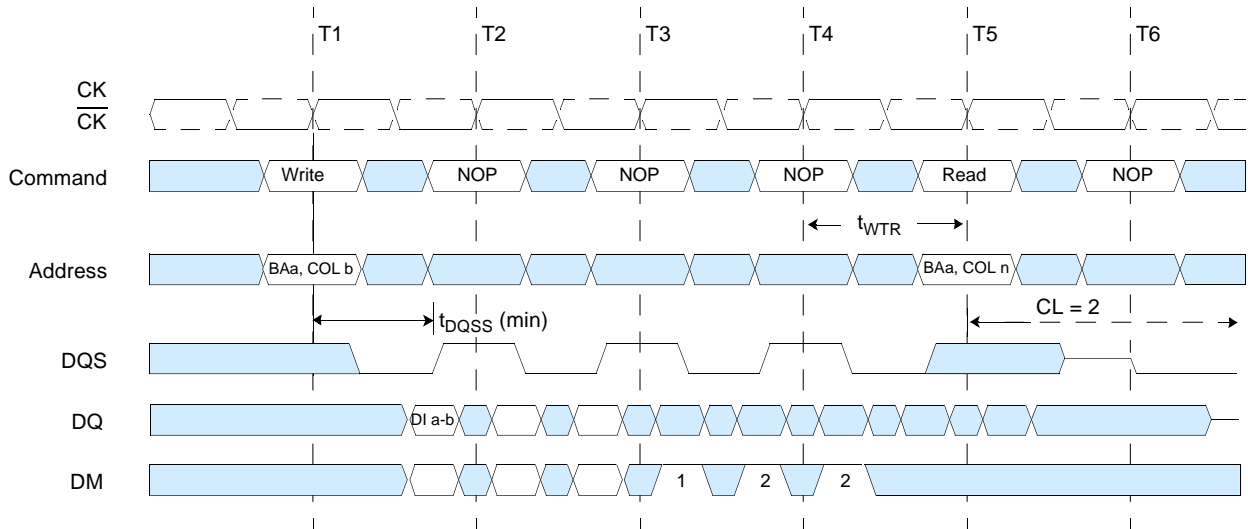 T1 T2 T3 T4 T5 T6
CK
CK
Command Write NOP NOP NOP Read NOP
tWTR
Address BAa, COL b BAa, COL n
tDQSS (min) CL = 2
DQS
DQ DI a-b
DM 1 2 2